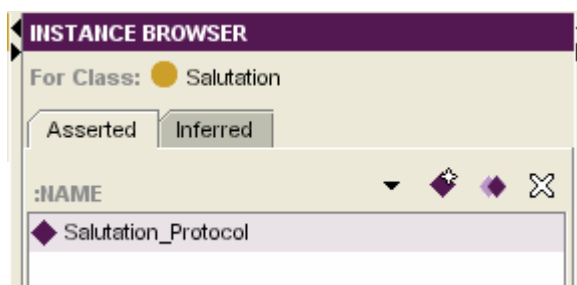 INSTANCE BROWSER
For Class: Salutation
Asserted Inferred
:NAME
Salutation_Protocol